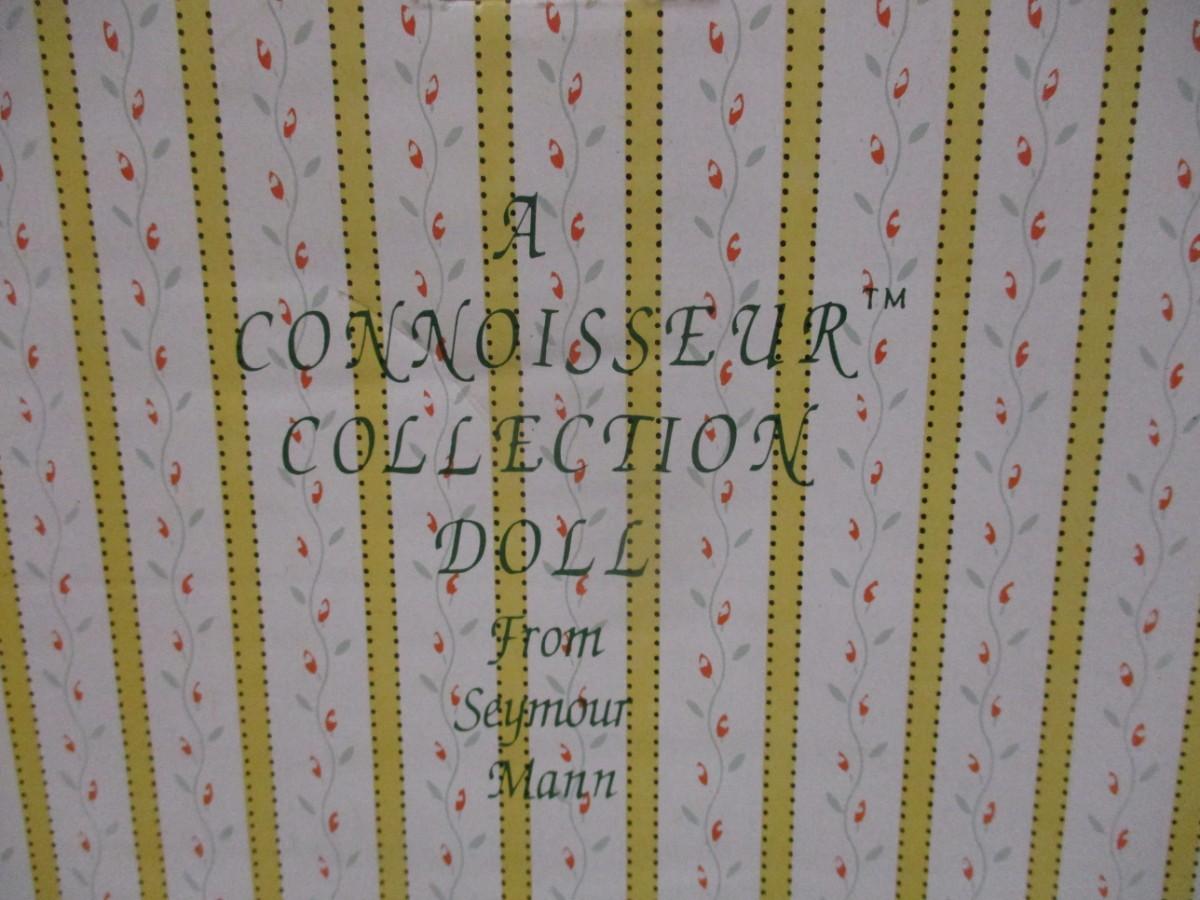 A
CONNOISSEUR™
COLLECTION
DOLL
From
Seymour
Mann